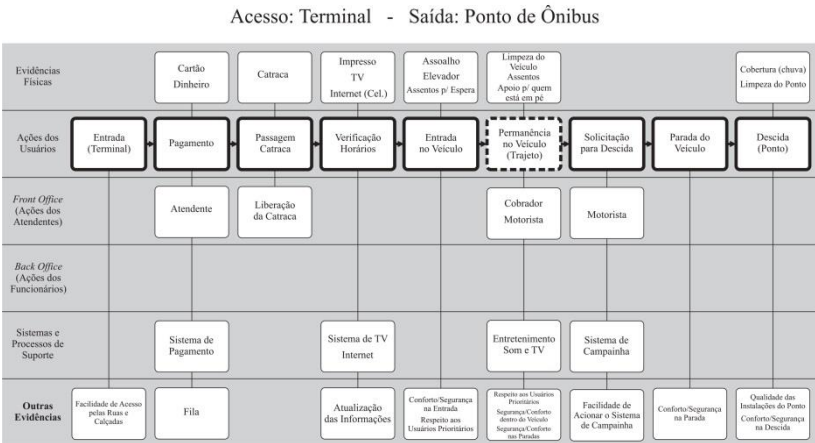 Acesso: Terminal - Saída: Ponto de Ônibus
Evidências
Físicas
Cartão
Dinheiro
Catraca
Impresso
TV
Internet (Cel.)
Assoalho
Elevador
Assentos p/ Espera
Limpeza do
Veículo
Assentos
Apoio p/ quem
está em pé
Cobertura (chuva)
Limpeza do Ponto
Ações dos
Usuários
Entrada
(Terminal)
Pagamento
Passagem
Catraca
Verificação
Horários
Entrada
no Veículo
Permanência
no Veículo
(Trajeto)
Solicitação
para Descida
Parada do
Veículo
Descida
(Ponto)
Front Office
(Ações dos
Atendentes)
Atendente
Liberação
da Catraca
Cobrador
Motorista
Motorista
Back Office
(Ações dos
Funcionários)
Sistemas e
Processos de
Suporte
Sistema de
Pagamento
Sistema de TV
Internet
Entretenimento
Som e TV
Sistema de
Campainha
Outras
Evidências
Facilidade de Acesso
pelas Ruas e
Calçadas
Fila
Atualização
das Informações
Conforto/Segurança
na Entrada
Respeito aos
Usuários Prioritários
Respeito aos Usuários
Prioritários
Segurança/Conforto
dentro do Veículo
Segurança/Conforto
nas Paradas
Facilidade de
Acionar o Sistema
de Campainha
Conforto/Segurança
na Parada
Qualidade das
Instalações do Ponto
Conforto/Segurança
na Descida